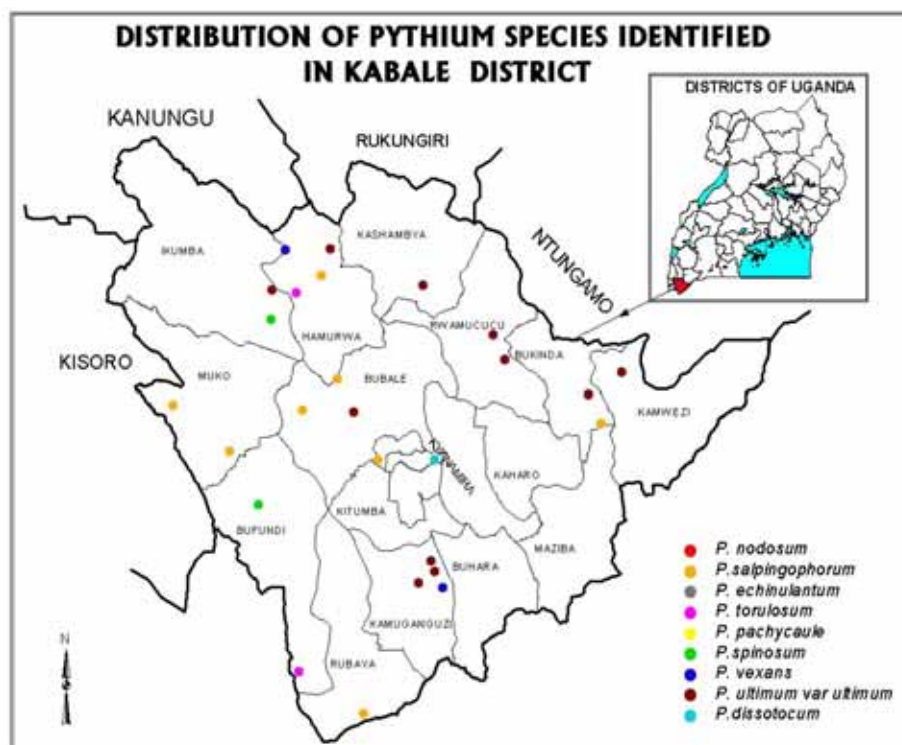 DISTRIBUTION OF PYTHIUM SPECIES IDENTIFIED
IN KABALE DISTRICT
DISTRICTS OF UGANDA
KANUNGU
RUKUNGIRI
NTUNGAMO
KISORO
IKUMBA
KASHAMBYA
HAMURWA
RWAMUCUCU
BUKINDA
MUKO
BUBALE
KAMWEZI
KAHARO
KITUMBA
BUFUNDI
MAZIBA
BUHARA
KAMUGANGUZI
RUBAYA
N
P. nodosum
P.salpingophorum
P. echinulantum
P. torulosum
P. pachycaule
P.spinosum
P. vexans
P. ultimum var ultimum
P.dissotocum